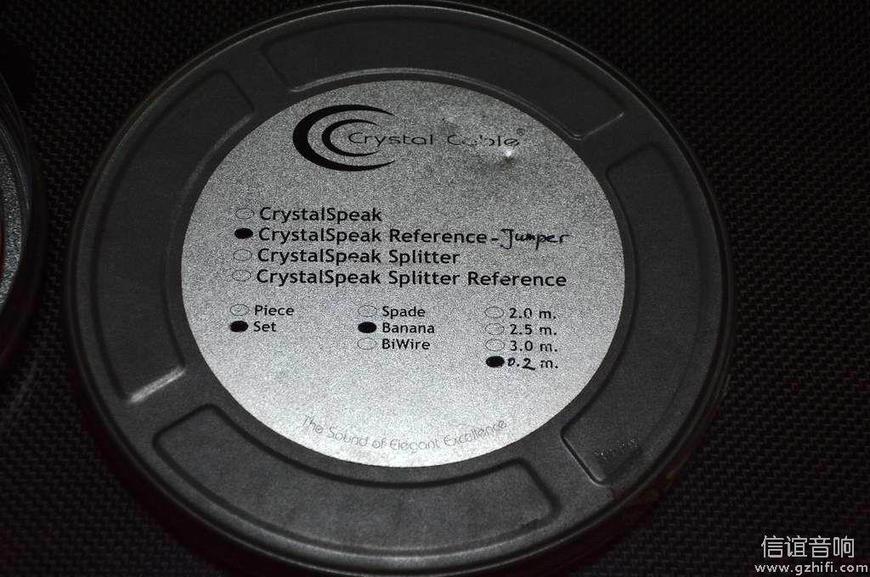 Crystal Cable®
CrystalSpeak
CrystalSpeak Reference - Jumper
CrystalSpeak Splitter
CrystalSpeak Splitter Reference
Piece
Set
Spade
Banana
BiWire
2.0 m.
2.5 m.
3.0 m.
0.2 m.
The Sound of Elegant Excellence
信谊音响
www.gzhifi.com